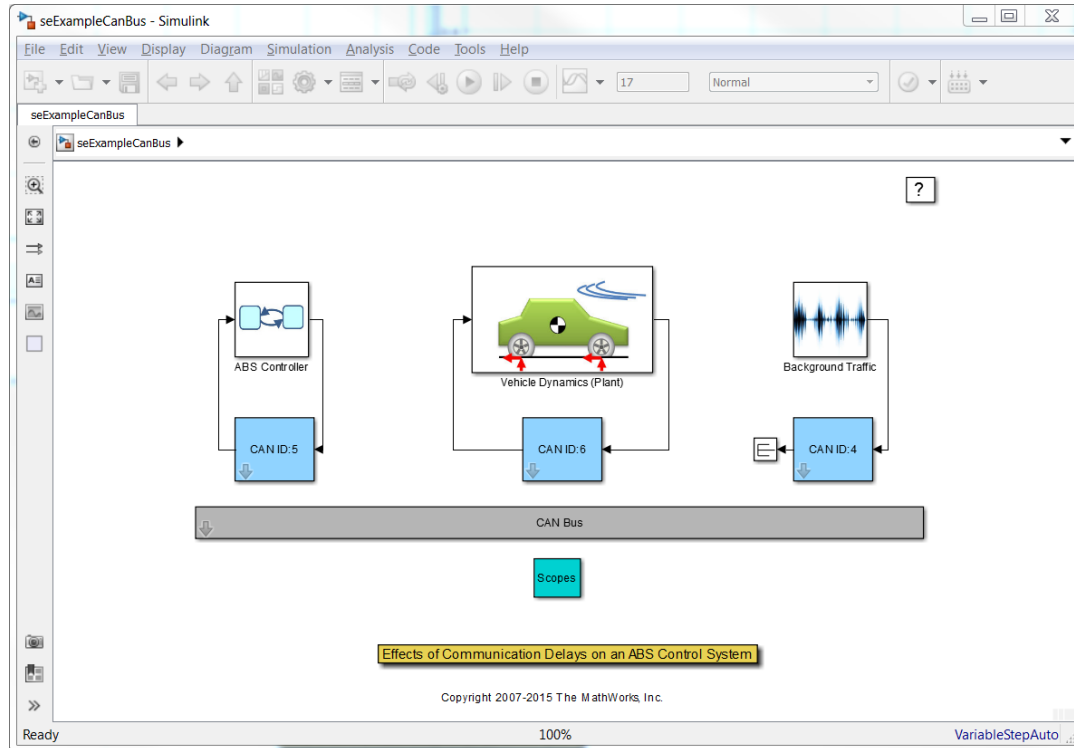 seExampleCanBus - Simulink
File Edit View Display Diagram Simulation Analysis Code Tools Help
17 Normal
seExampleCanBus
seExampleCanBus
?
ABS Controller
Vehicle Dynamics (Plant)
Background Traffic
CAN ID:5
CAN ID:6
CAN ID:4
CAN Bus
Scopes
Effects of Communication Delays on an ABS Control System
Copyright 2007-2015 The MathWorks, Inc.
Ready 100% VariableStepAuto